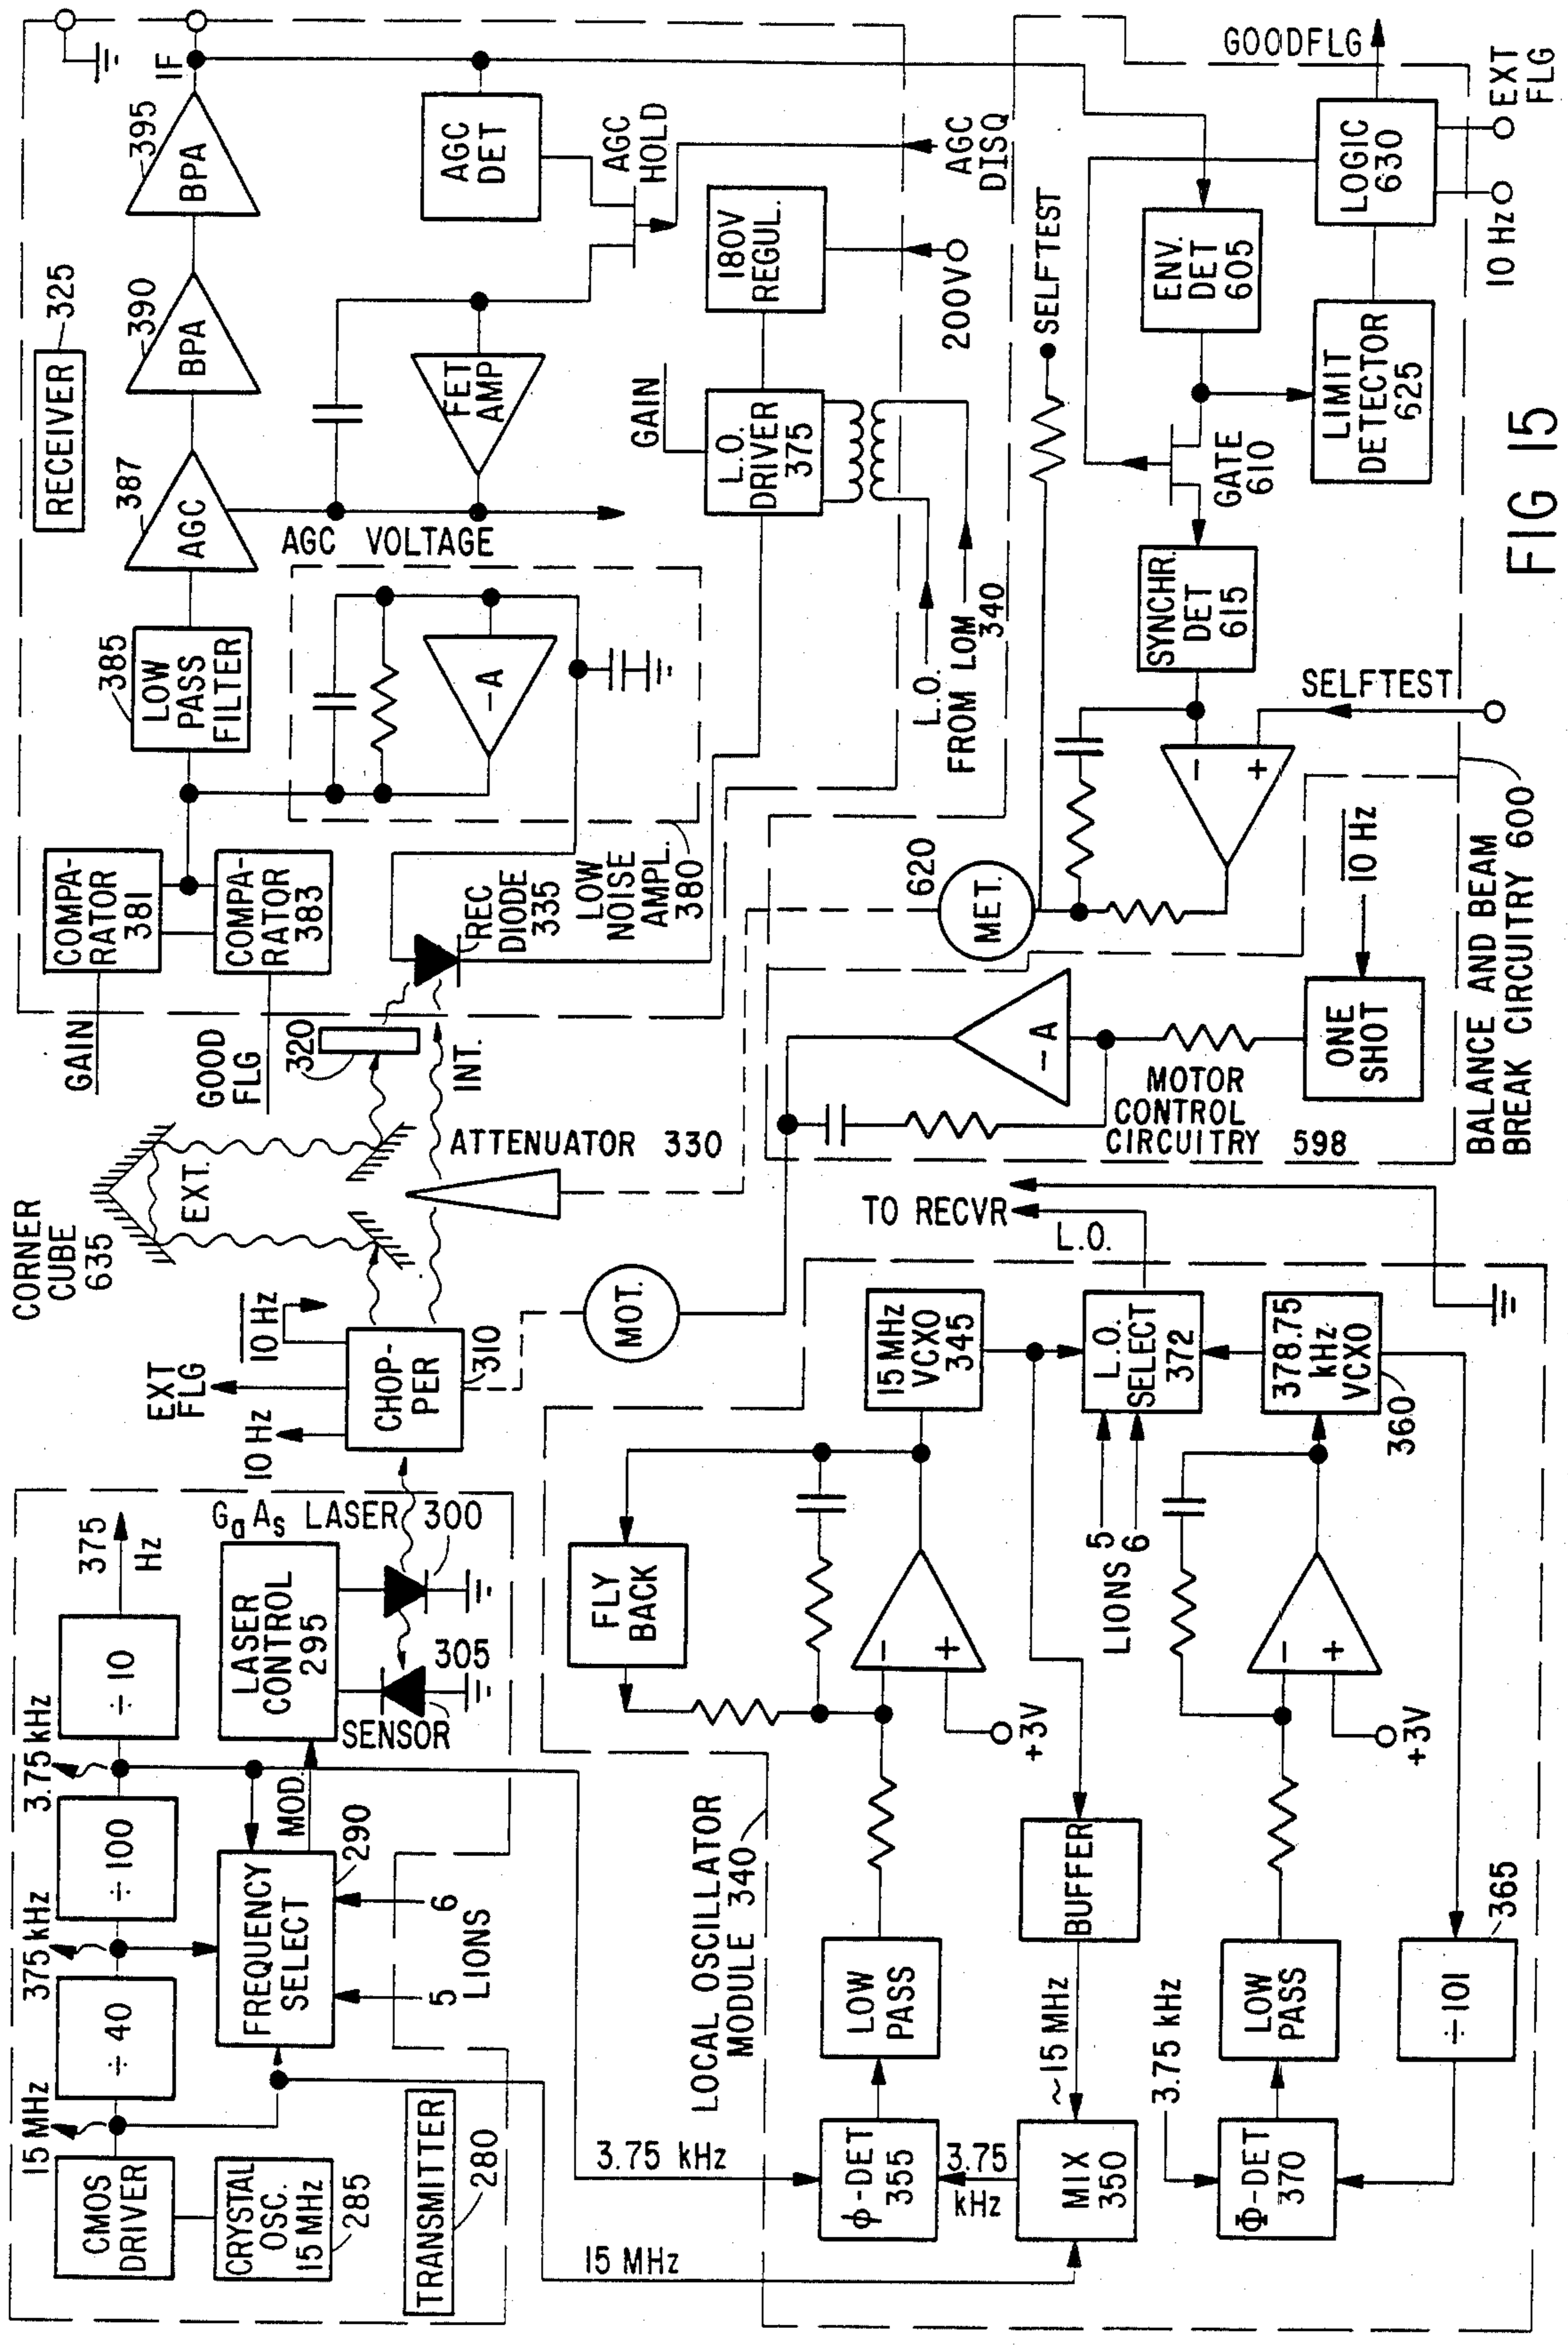 CMOS
DRIVER
CRYSTAL
OSC.
15 MHz
285
15 MHz
÷ 40
375 kHz
÷ 100
3.75 kHz
÷ 10
375
Hz
FREQUENCY
SELECT
290
MOD.
5
6
LIONS
LASER
CONTROL
295
GaAs LASER 300
305
SENSOR
TRANSMITTER
280
10 Hz
EXT
FLG
10 Hz
CHOP-
PER
310
MOT.
CORNER
CUBE
635
EXT.
ATTENUATOR 330
INT.
320
GAIN
GOOD
FLG
COMPA-
RATOR
381
COMPA-
RATOR
383
385
LOW
PASS
FILTER
387
AGC
390
BPA
395
BPA
IF
RECEIVER
325
AGC VOLTAGE
FET
AMP
AGC
DET
AGC
HOLD
AGC
DISQ
-A
REC
DIODE
335
LOW
NOISE
AMPL.
380
GAIN
L.O.
DRIVER
375
180V
REGUL.
200V
L.O.
FROM LOM
340
LOCAL OSCILLATOR
MODULE 340
3.75 kHz
15 MHz
ϕ-DET
355
LOW
PASS
3.75
kHz
MIX
350
~15 MHz
BUFFER
FLY
BACK
-
+
+3V
15 MHz
VCXO
345
L.O.
SELECT
372
LIONS
5
6
378.75
kHz
VCXO
360
L.O.
TO RECVR
3.75 kHz
Φ-DET
370
LOW
PASS
-
+
+3V
÷ 101
365
MOTOR
CONTROL
CIRCUITRY 598
-A
ONE
SHOT
10 Hz
620
MET.
SELFTEST
SYNCHR.
DET
615
-
+
SELFTEST
GATE
610
ENV.
DET
605
LIMIT
DETECTOR
625
LOGIC
630
GOODFLG
10 Hz
EXT
FLG
BALANCE AND BEAM
BREAK CIRCUITRY 600
FIG 15